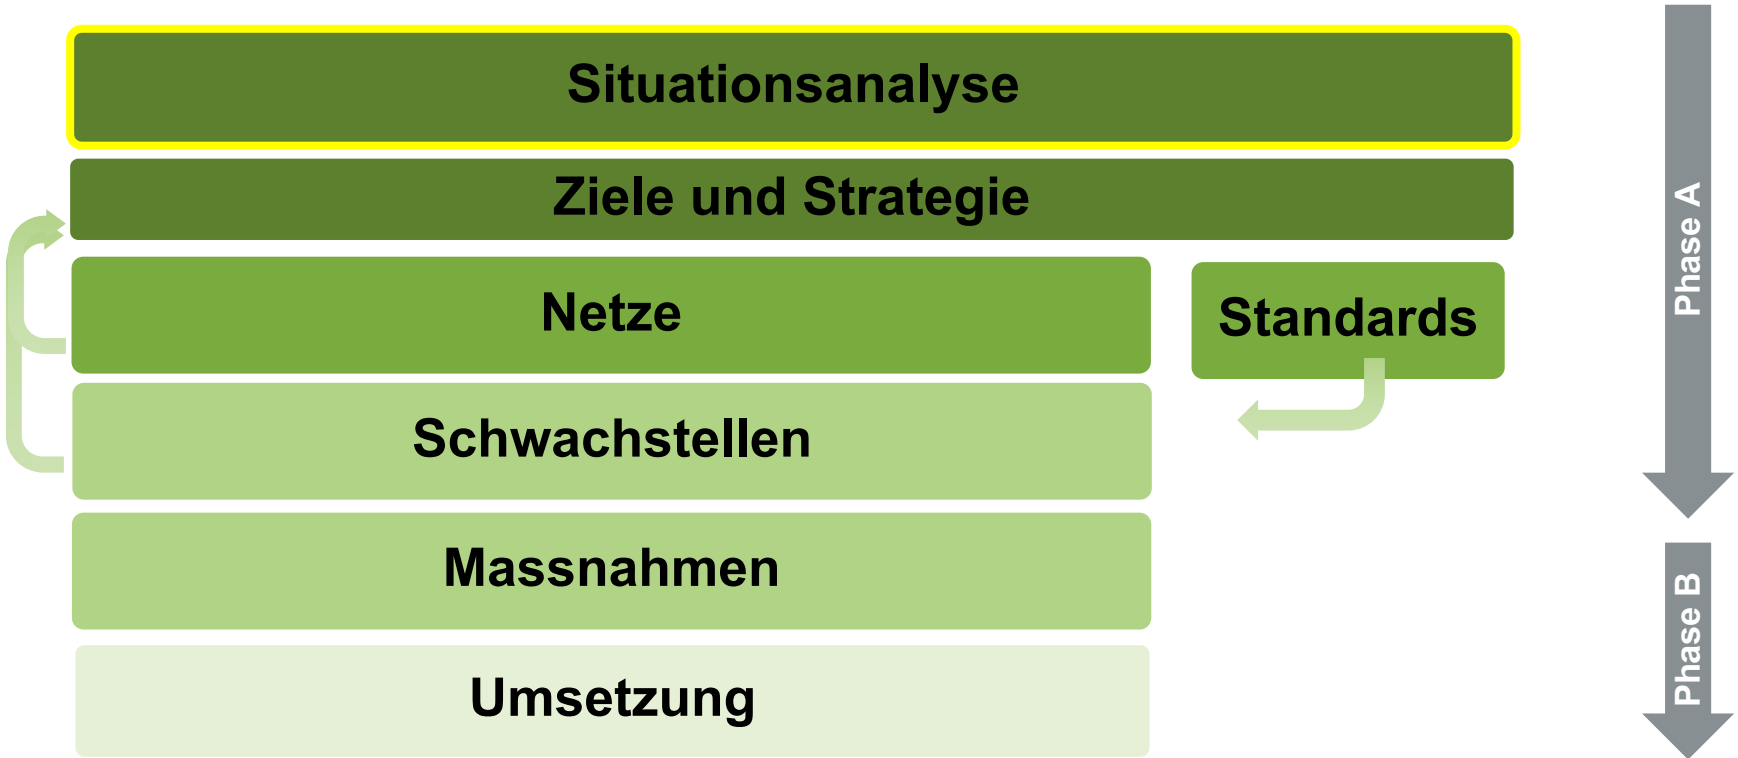 Situationsanalyse
Ziele und Strategie
Netze
Standards
Schwachstellen
Massnahmen
Umsetzung
Phase A
Phase B